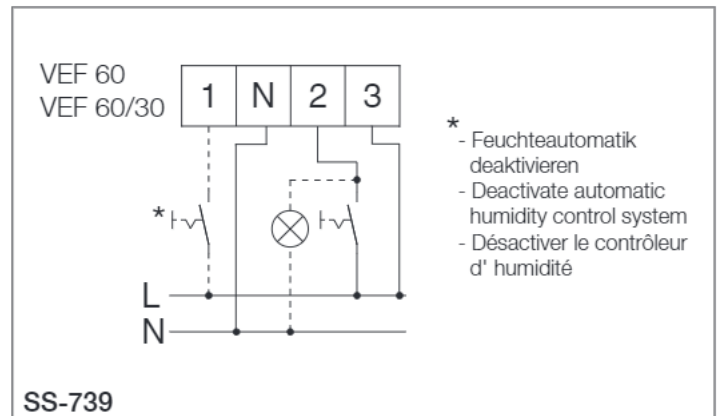 VEF 60
VEF 60/30
1 N 2 3
*
- Feuchteautomatik
deaktivieren
- Deactivate automatic
humidity control system
- Désactiver le contrôleur
d' humidité
*
L
N
SS-739